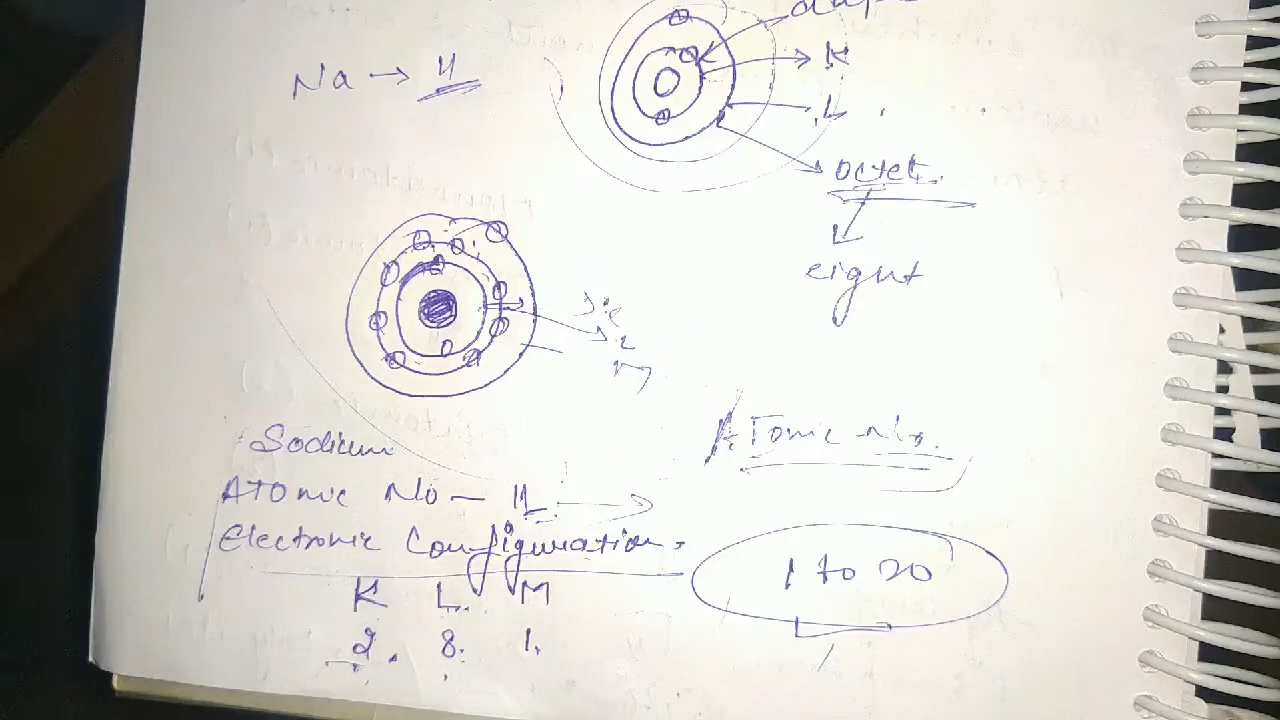 Na → 11
K
L
octet.
eight
K
L
M
Sodium
Atomic No — 11 →
Electronic Configuration.
K L M
2. 8. 1.
Atomic No.
1 to 20